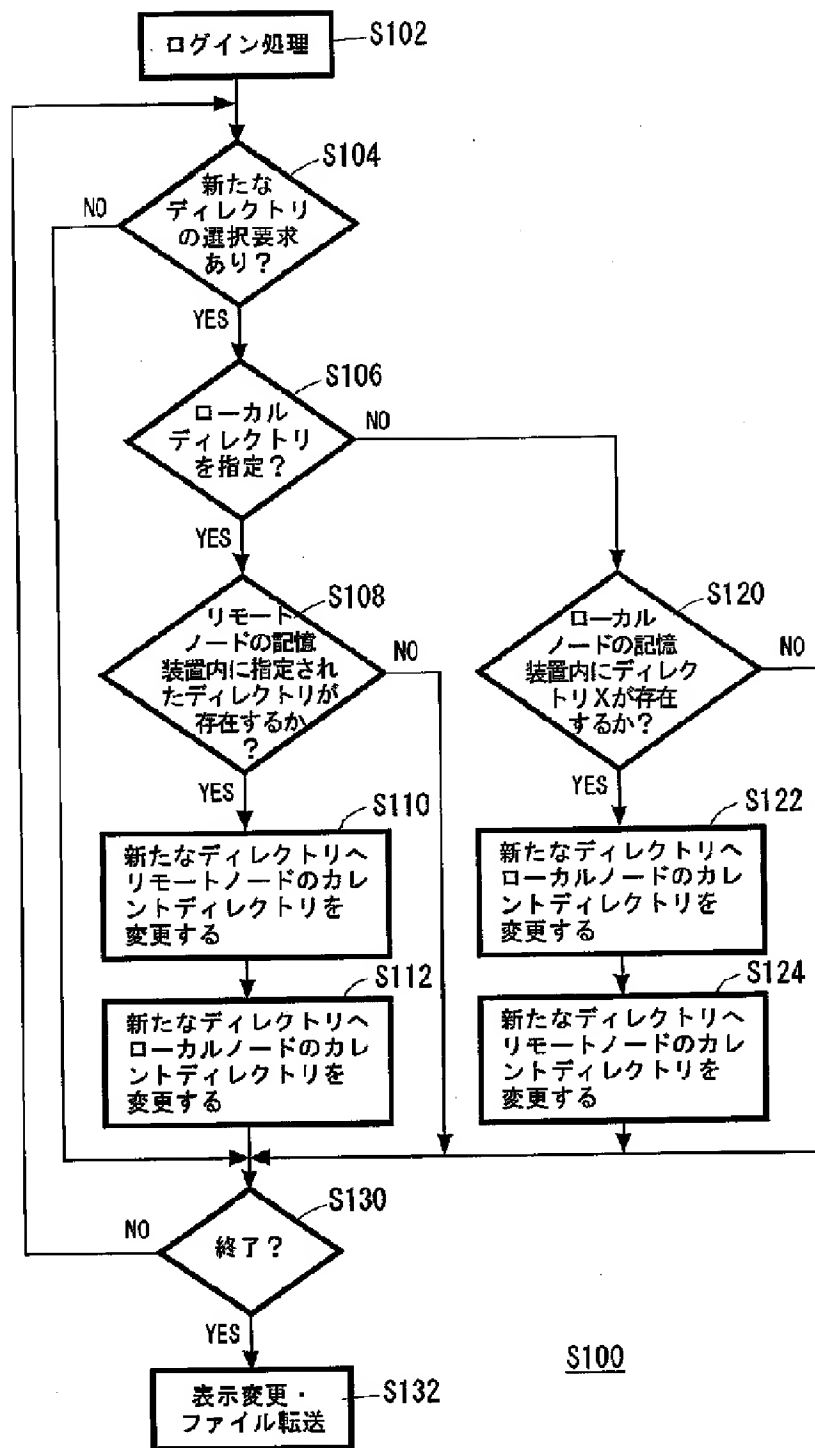 ログイン処理
S102
S104
新たな
ディレクトリ
の選択要求
あり？
NO
YES
S106
ローカル
ディレクトリ
を指定？
NO
YES
S108
リモート
ノードの記憶
装置内に指定され
たディレクトリが
存在するか
？
NO
YES
S120
ローカル
ノードの記憶
装置内にディレク
トリXが存在
するか？
NO
YES
S110
新たなディレクトリへ
リモートノードのカレ
ントディレクトリを
変更する
S122
新たなディレクトリへ
ローカルノードのカレ
ントディレクトリを
変更する
S112
新たなディレクトリへ
ローカルノードのカレ
ントディレクトリを
変更する
S124
新たなディレクトリへ
リモートノードのカレ
ントディレクトリを
変更する
S130
終了？
NO
YES
S100
表示変更・
ファイル転送
S132